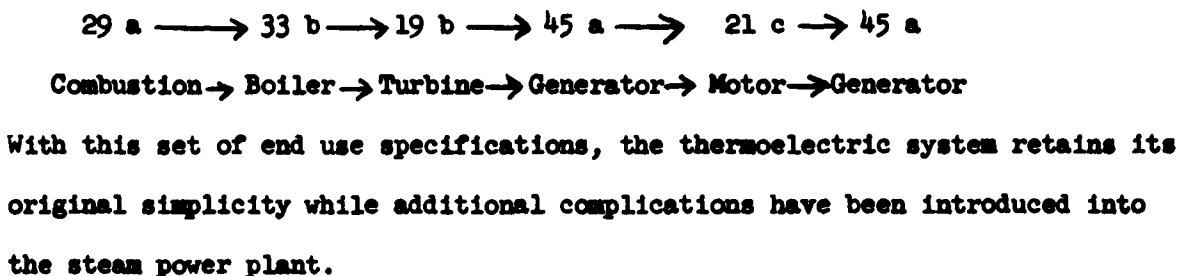 29 a ⟶ 33 b ⟶ 19 b ⟶ 45 a ⟶ 21 c ⟶ 45 a
Combustion → Boiler → Turbine → Generator → Motor → Generator
With this set of end use specifications, the thermoelectric system retains its
original simplicity while additional complications have been introduced into
the steam power plant.